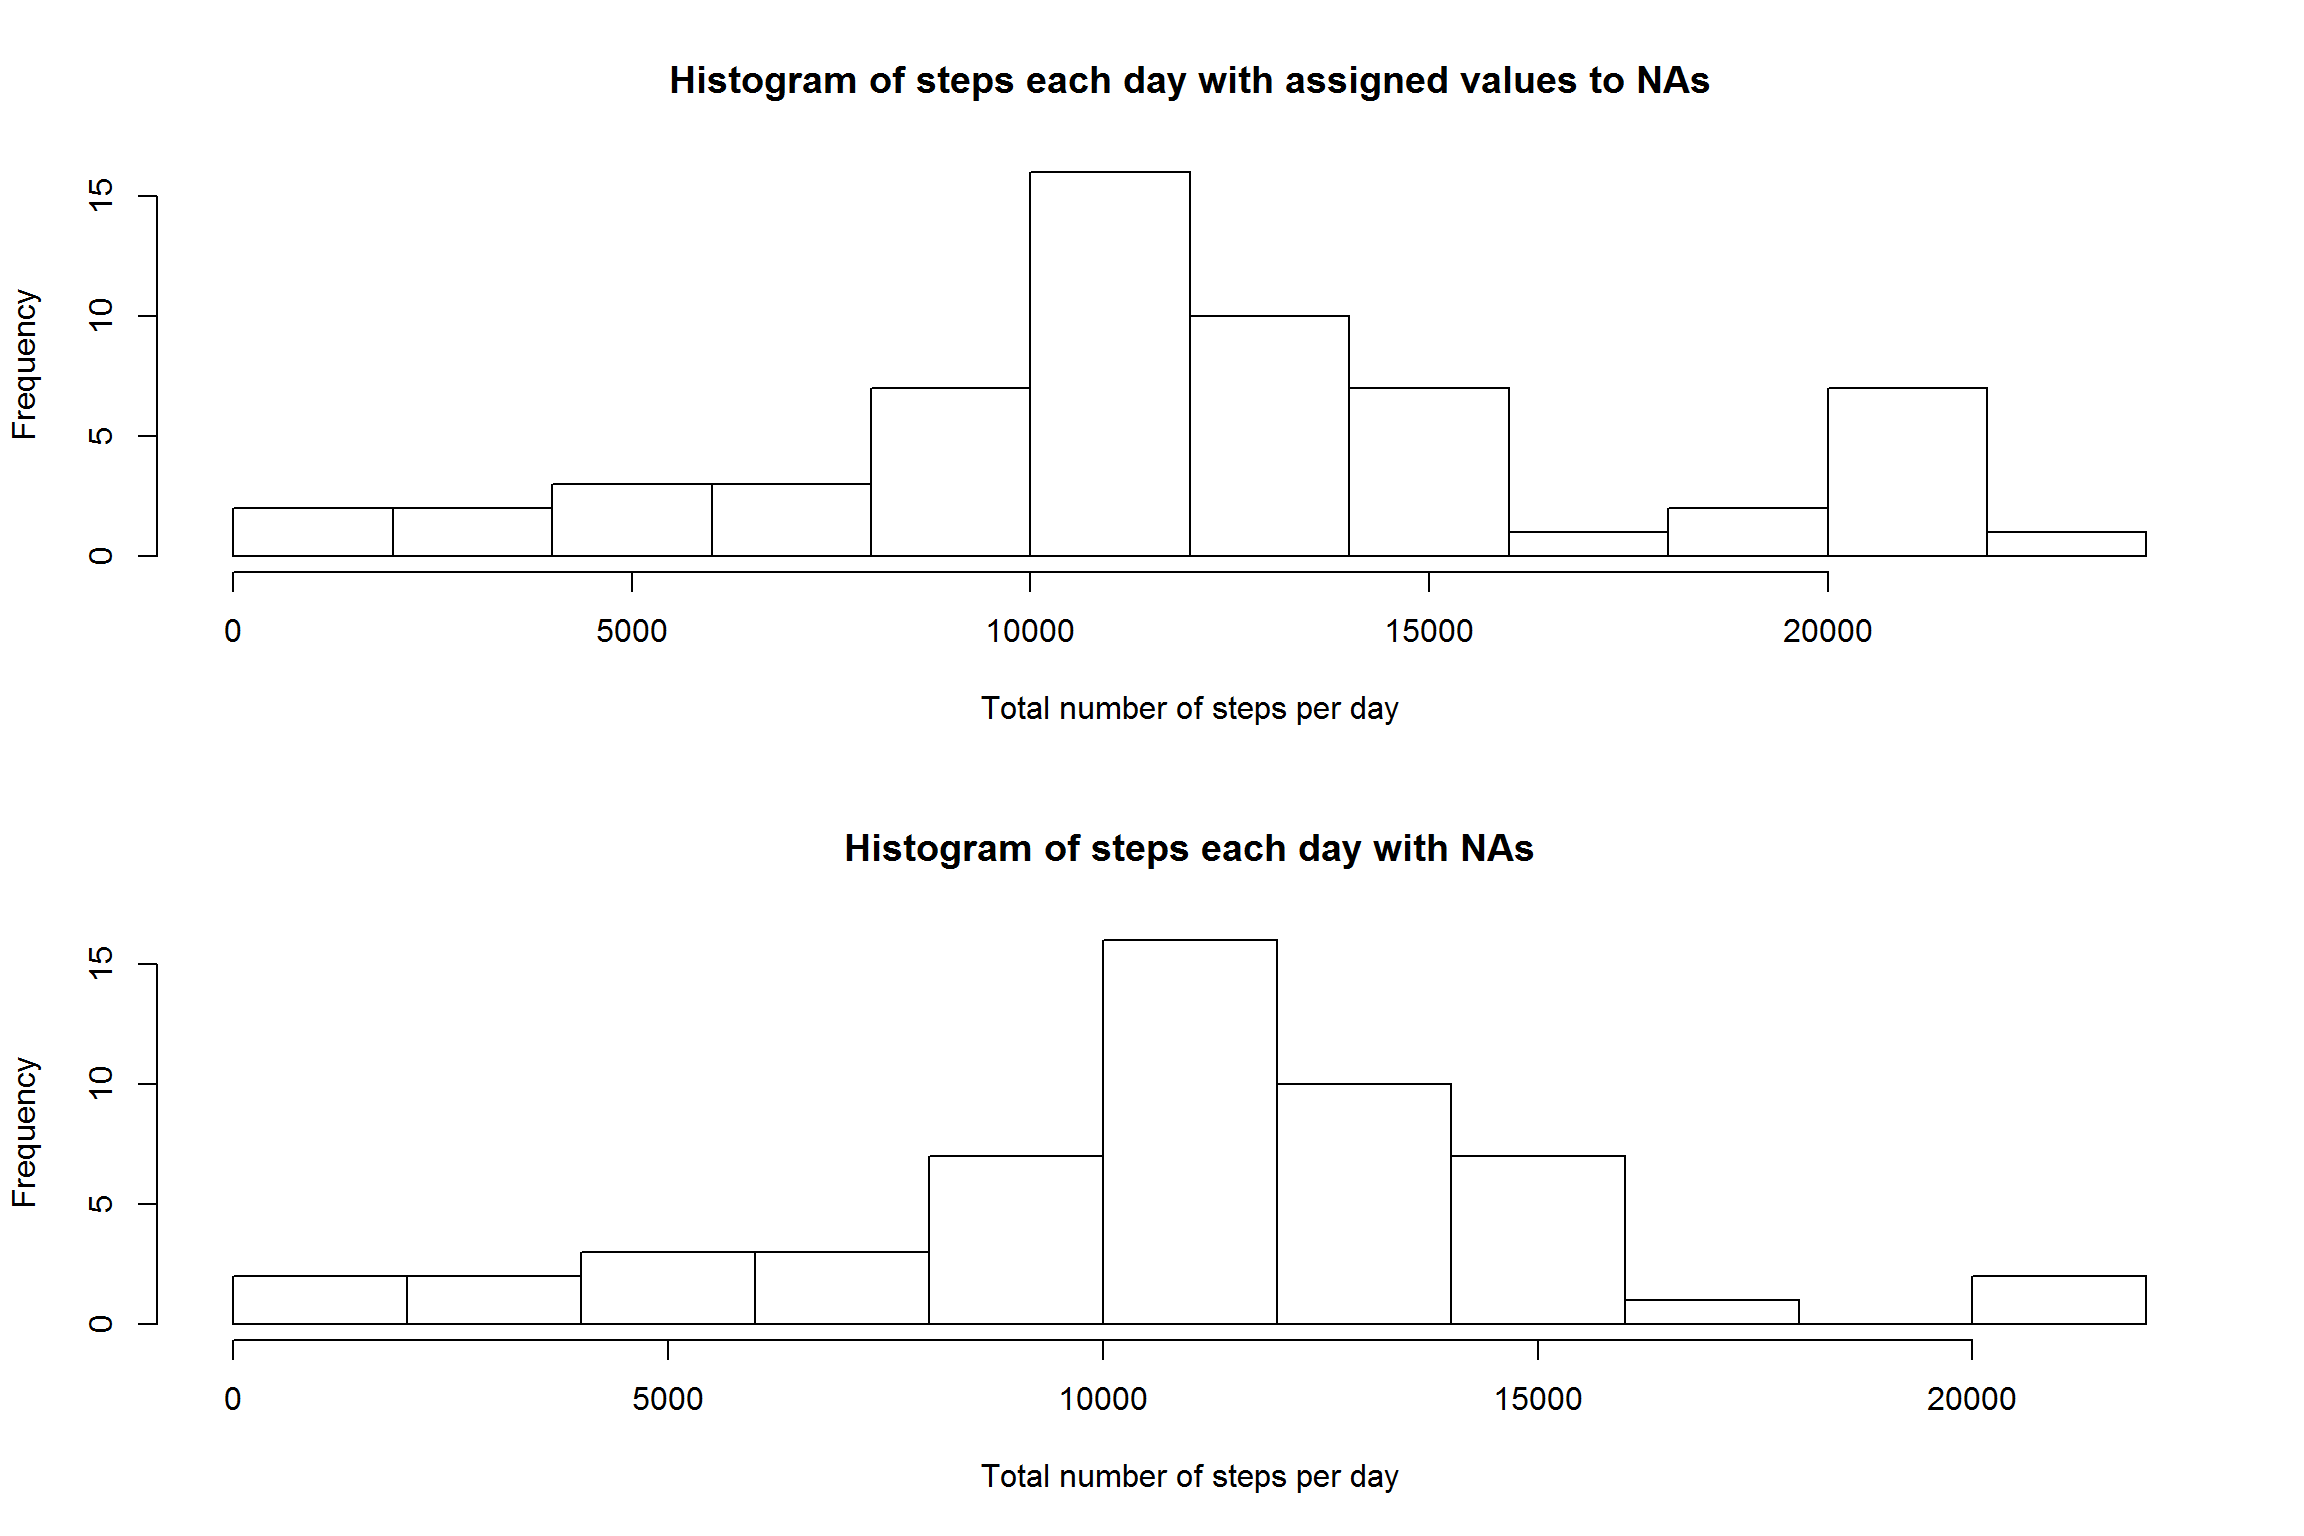 Histogram of steps each day with assigned values to NAs
Frequency
15
10
5
0
0 5000 10000 15000 20000
Total number of steps per day
Histogram of steps each day with NAs
Frequency
15
10
5
0
0 5000 10000 15000 20000
Total number of steps per day